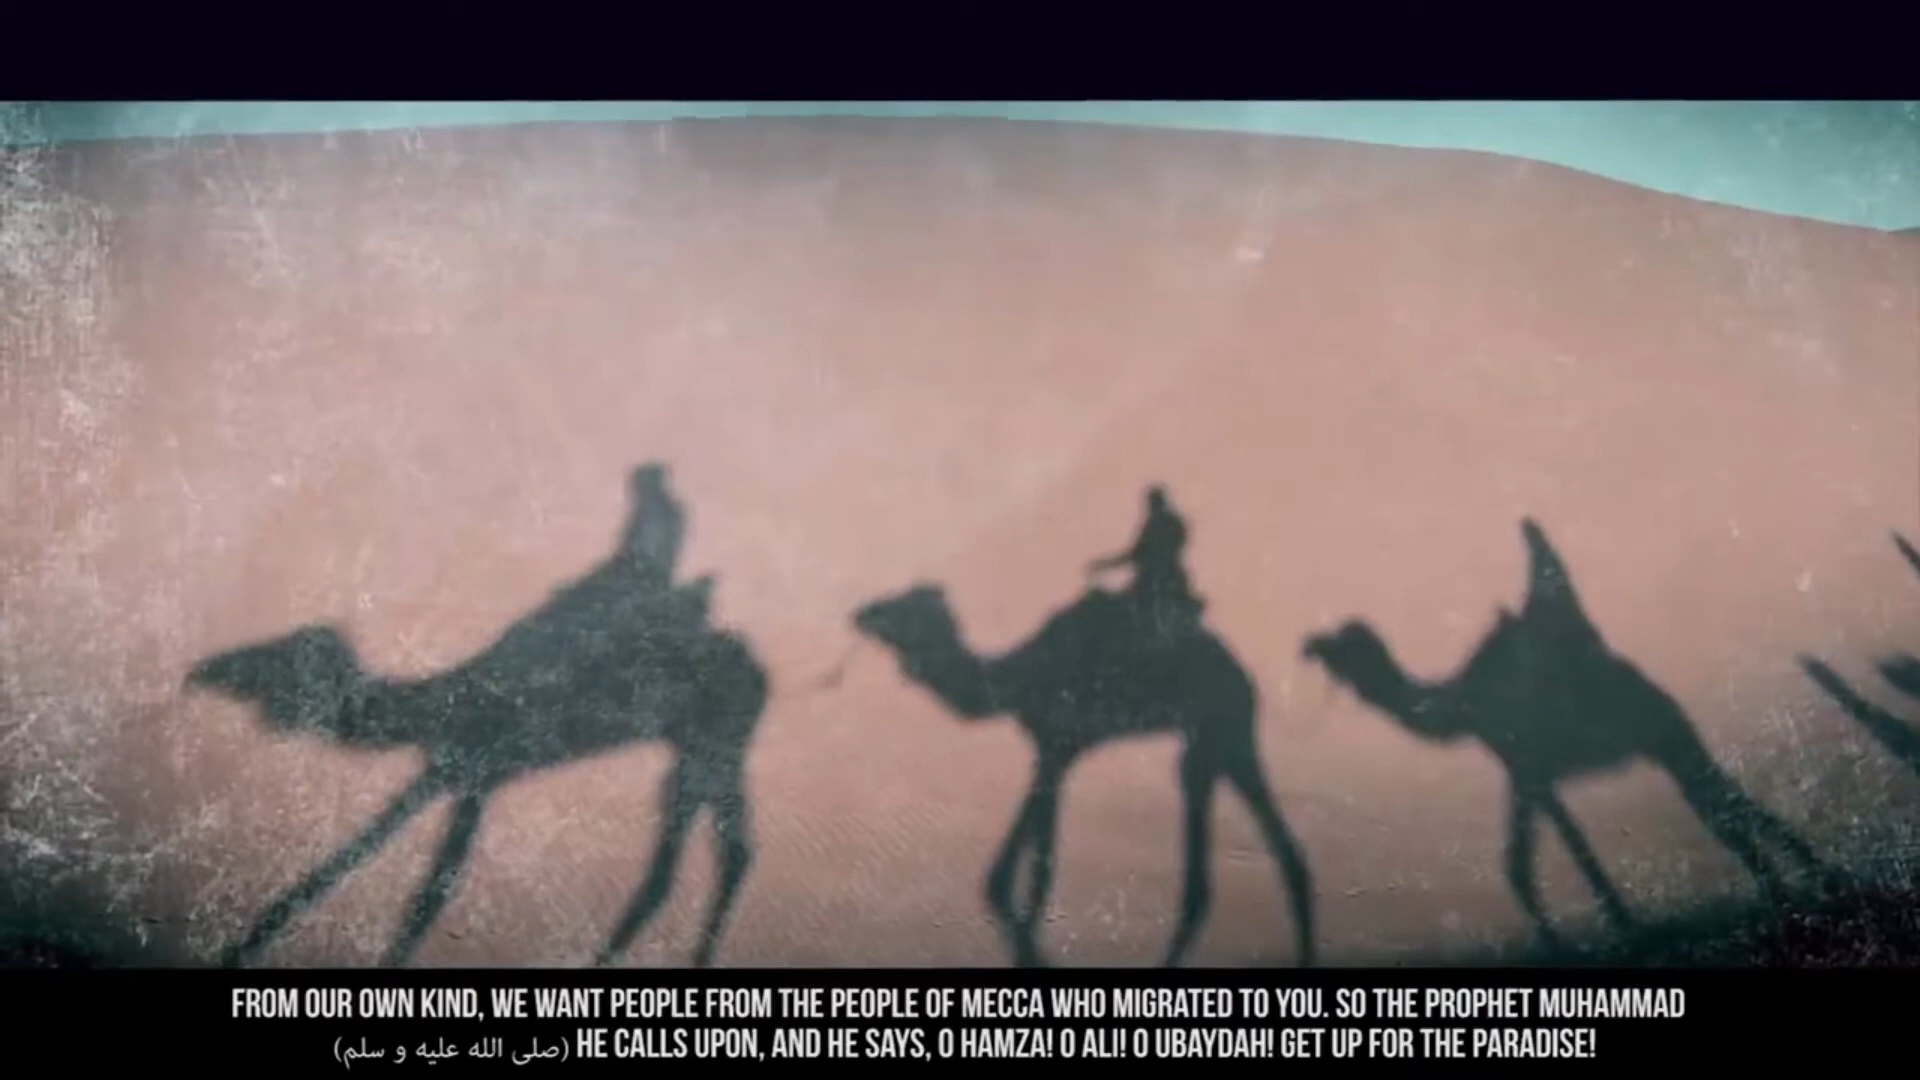 FROM OUR OWN KIND, WE WANT PEOPLE FROM THE PEOPLE OF MECCA WHO MIGRATED TO YOU. SO THE PROPHET MUHAMMAD
(صلى الله عليه و سلم) HE CALLS UPON, AND HE SAYS, O HAMZA! O ALI! O UBAYDAH! GET UP FOR THE PARADISE!